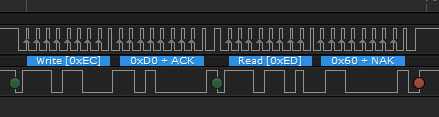 Write [0xEC] 0xD0 + ACK Read [0xED] 0x60 + NAK